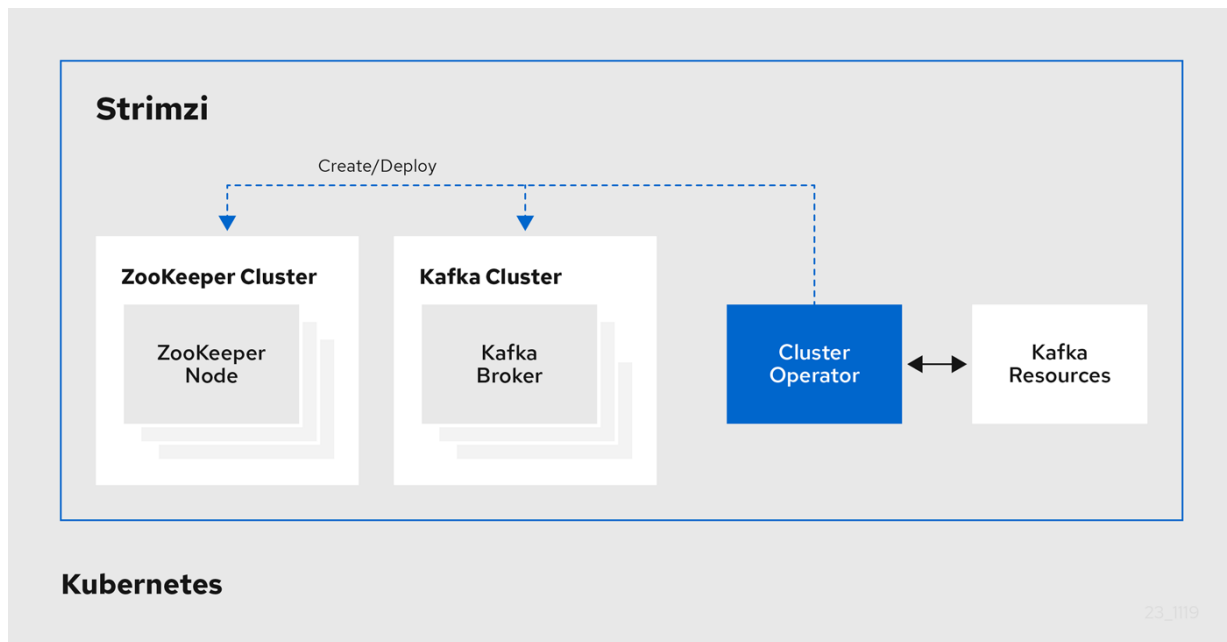 Strimzi
Create/Deploy
ZooKeeper Cluster
ZooKeeper
Node
Kafka Cluster
Kafka
Broker
Cluster
Operator
Kafka
Resources
Kubernetes
23_1119